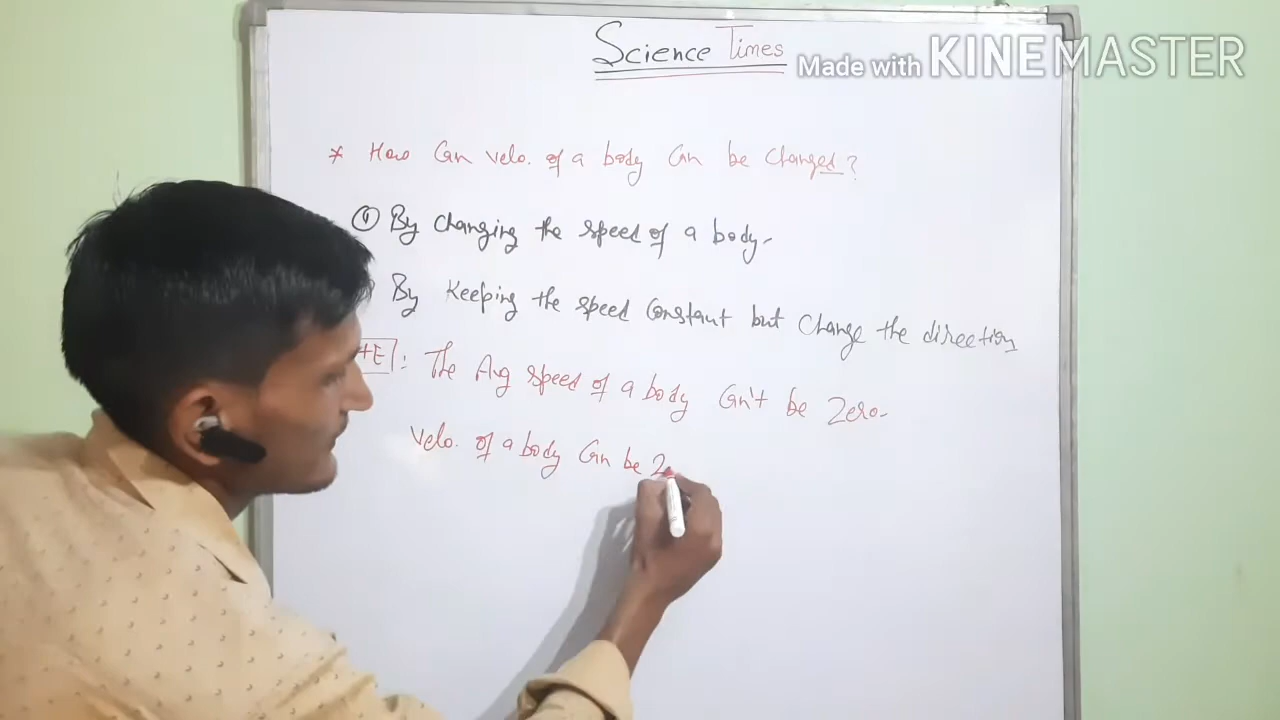 Science Times
Made with KINEMASTER
* How Can velo. of a body Can be changed?
① By changing the speed of a body.
By Keeping the speed Constant but Change the direction
TE : The Avg speed of a body Can't be Zero.
Velo. of a body Can be Ze